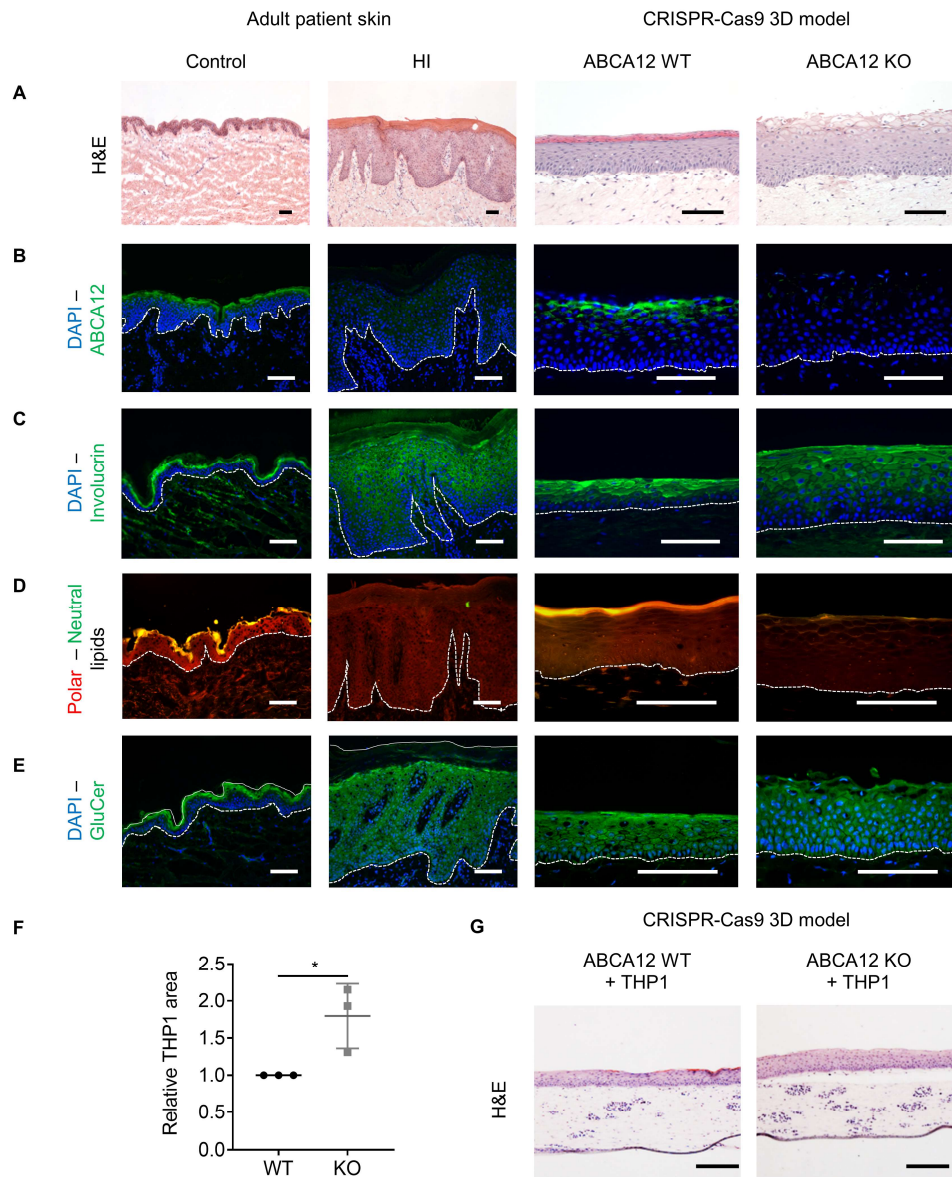 Adult patient skin
CRISPR-Cas9 3D model
Control
HI
ABCA12 WT
ABCA12 KO
A
H&E
B
DAPI –
ABCA12
C
DAPI –
Involucrin
D
Polar – Neutral
lipids
E
DAPI –
GluCer
F
Relative THP1 area
2.5
2.0
1.5
1.0
0.5
0.0
*
WT
KO
G
CRISPR-Cas9 3D model
ABCA12 WT
+ THP1
ABCA12 KO
+ THP1
H&E